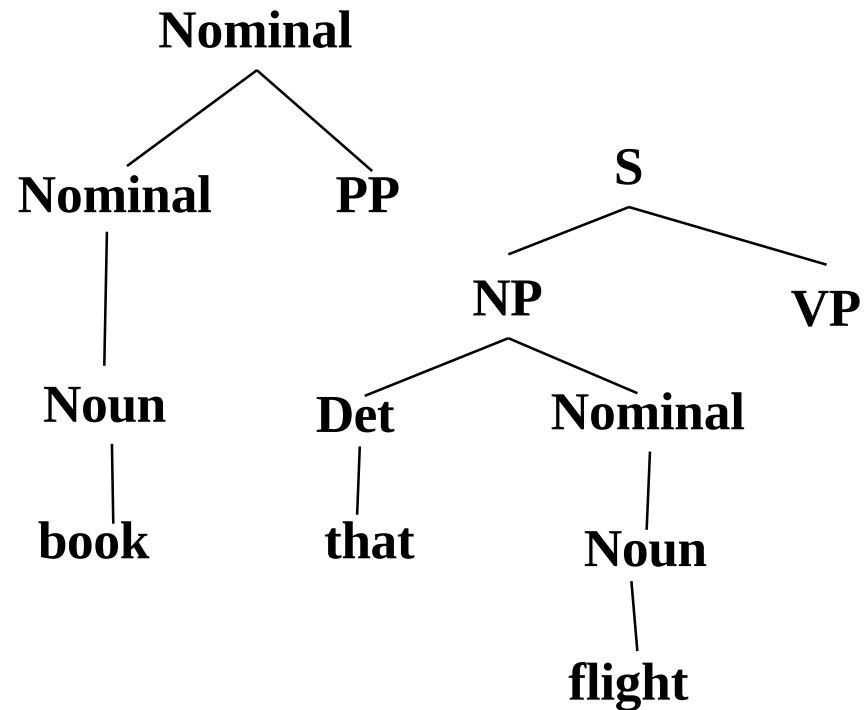 Nominal
S
Nominal PP
NP VP
Noun Det Nominal
book that Noun
flight